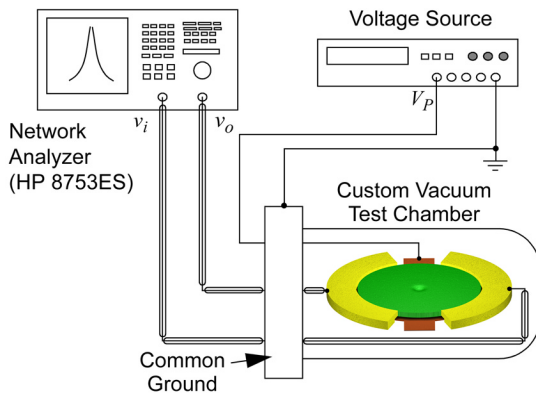 Voltage Source
v_i
v_o
V_P
Network
Analyzer
(HP 8753ES)
Custom Vacuum
Test Chamber
Common
Ground